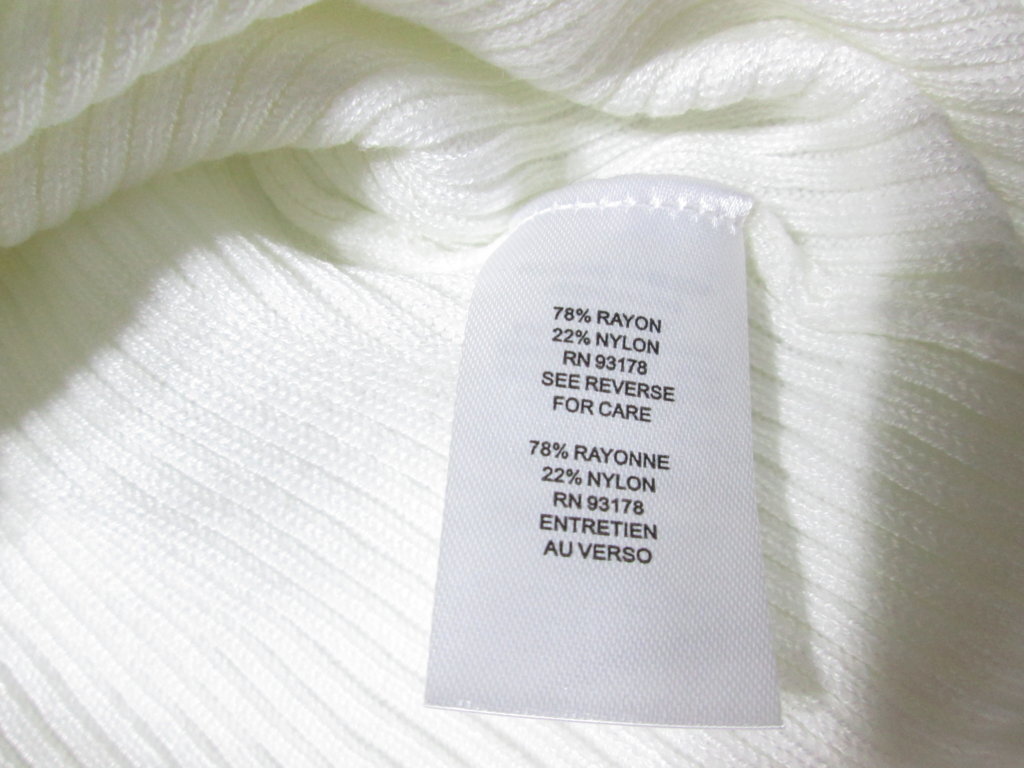 78% RAYON
22% NYLON
RN 93178
SEE REVERSE
FOR CARE
78% RAYONNE
22% NYLON
RN 93178
ENTRETIEN
AU VERSO